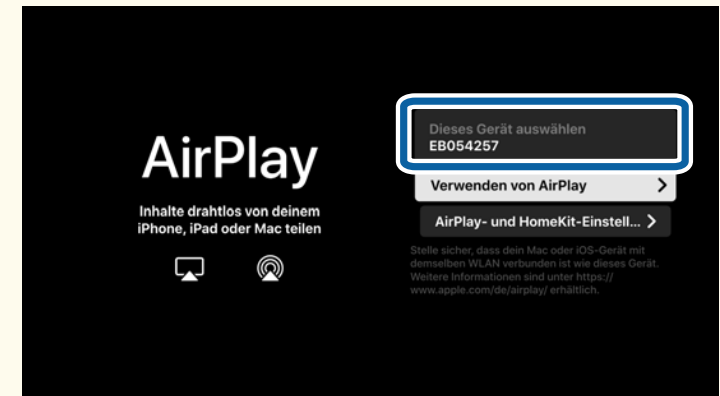 AirPlay
Inhalte drahtlos von deinem
iPhone, iPad oder Mac teilen
Dieses Gerät auswählen
EB054257
Verwenden von AirPlay
AirPlay- und HomeKit-Einstell...
Stelle sicher, dass dein Mac oder iOS-Gerät mit
demselben WLAN verbunden ist wie dieses Gerät.
Weitere Informationen sind unter https://
www.apple.com/de/airplay/ erhältlich.